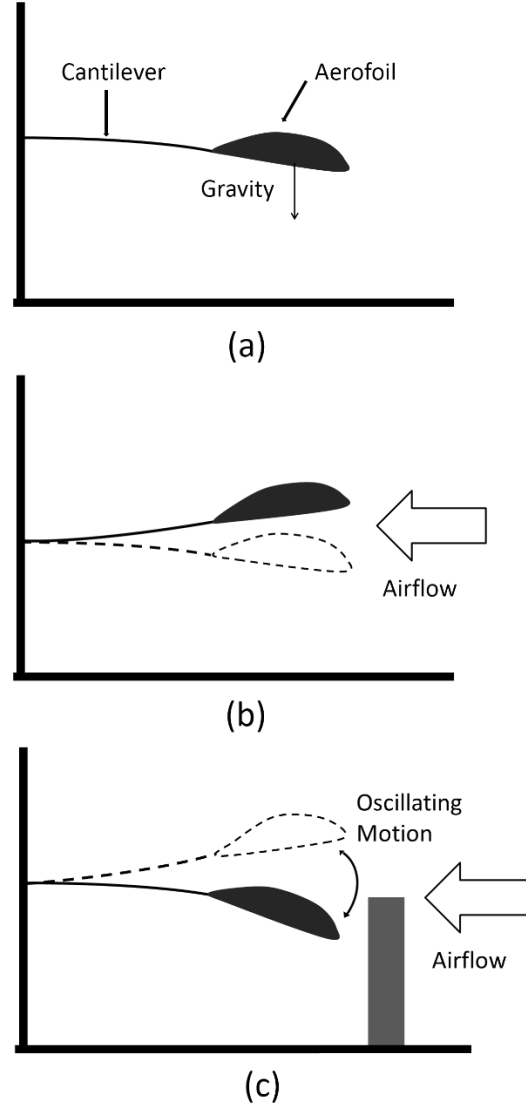 Cantilever
Aerofoil
Gravity
(a)
Airflow
(b)
Oscillating
Motion
Airflow
(c)